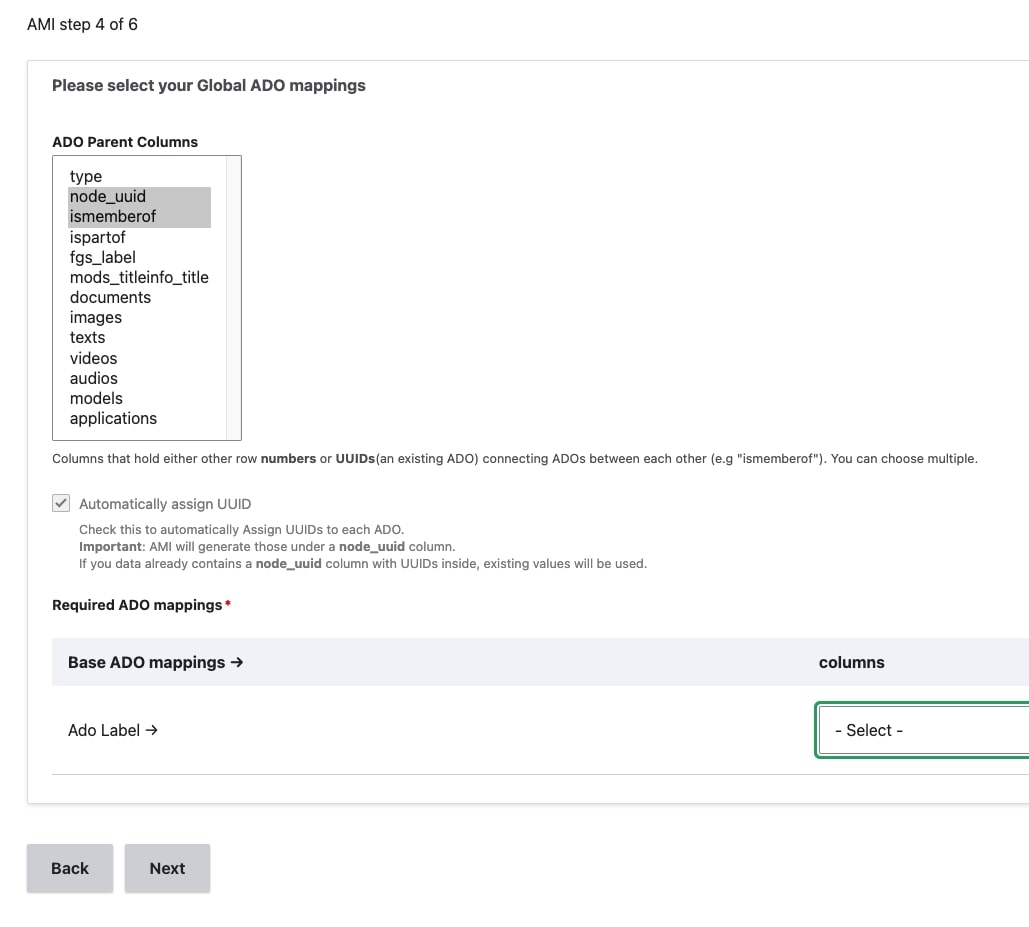 AMI step 4 of 6
Please select your Global ADO mappings
ADO Parent Columns
type
node_uuid
ismemberof
ispartof
fgs_label
mods_titleinfo_title
documents
images
texts
videos
audios
models
applications
Columns that hold either other row numbers or UUIDs(an existing ADO) connecting ADOs between each other (e.g "ismemberof"). You can choose multiple.
Automatically assign UUID
Check this to automatically Assign UUIDs to each ADO.
Important: AMI will generate those under a node_uuid column.
If you data already contains a node_uuid column with UUIDs inside, existing values will be used.
Required ADO mappings*
Base ADO mappings → columns
Ado Label → - Select -
Back Next